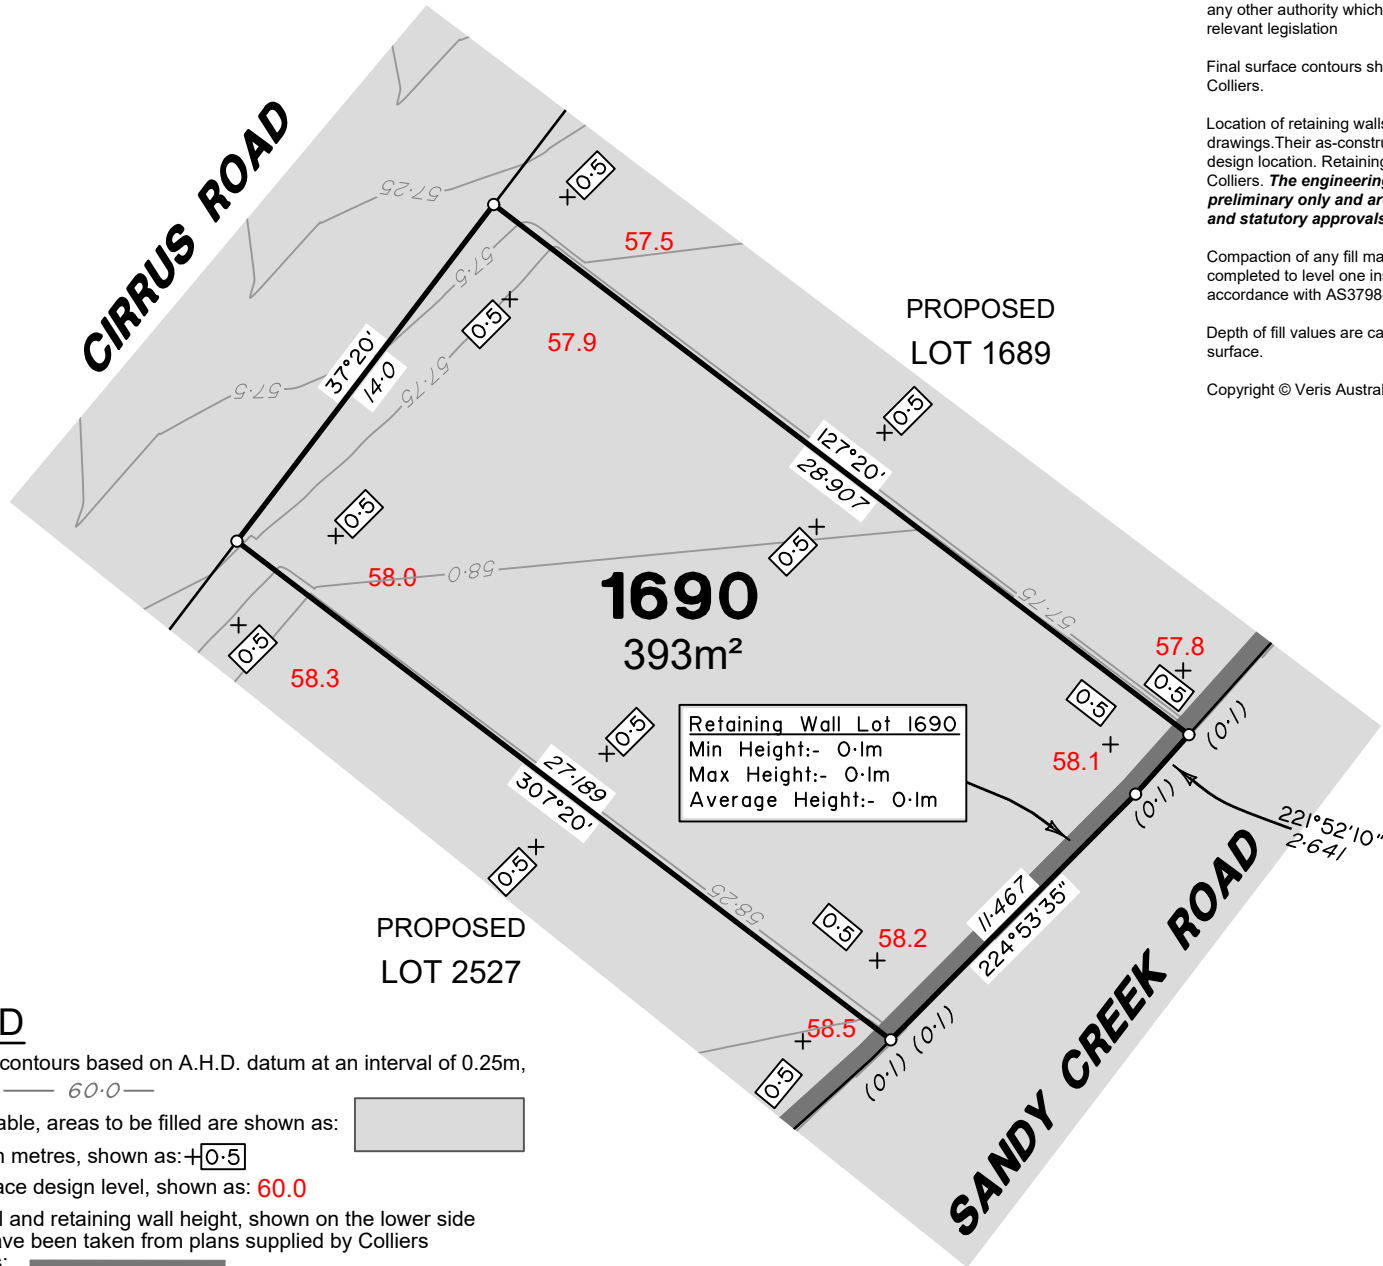 any other authority which
relevant legislation
Final surface contours sh
Colliers.
Location of retaining walls
drawings.Their as-constru
design location. Retaining
Colliers. The engineering
preliminary only and ar
and statutory approvals
Compaction of any fill ma
completed to level one ins
accordance with AS3798
Depth of fill values are ca
surface.
Copyright © Veris Austral
CIRRUS ROAD
57·25
0·5
57.5
57·5
0·5
57.9
PROPOSED
LOT 1689
37°20'
14·0
57·75
57·5
0·5
127°20'
28·907
0·5
0·5
58.0
58·0
1690
393m²
57·75
57.8
0·5
0·5
58.3
0·5
(0·1)
58.1
0·5
Retaining Wall Lot 1690
Min Height:- 0·1m
Max Height:- 0·1m
Average Height:- 0·1m
(0·1)
221°52'10"
2·641
27·189
307°20'
0·5
58·25
11·467
224°53'35"
0·5
58.2
PROPOSED
LOT 2527
58.5
(0·1)
(0·1)
0·5
SANDY CREEK ROAD
D
contours based on A.H.D. datum at an interval of 0.25m,
60·0
able, areas to be filled are shown as:
n metres, shown as: 0·5
ace design level, shown as: 60.0
l and retaining wall height, shown on the lower side
ave been taken from plans supplied by Colliers